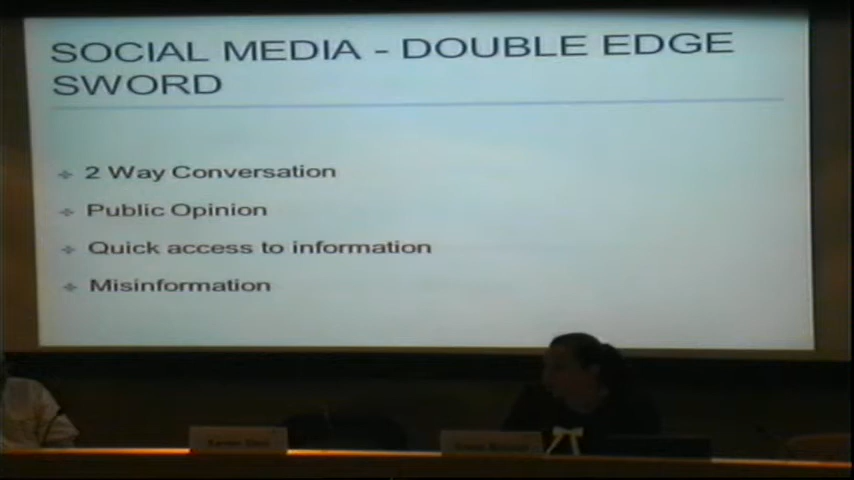 SOCIAL MEDIA - DOUBLE EDGE
SWORD
2 Way Conversation
Public Opinion
Quick access to information
Misinformation